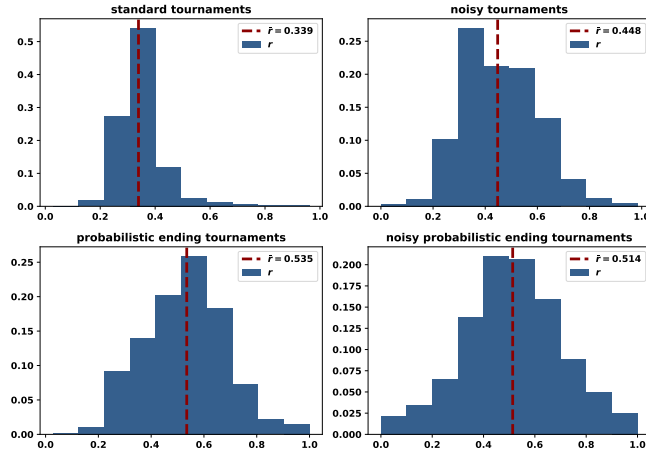 standard tournaments
r̄ = 0.339
r
0.5
0.4
0.3
0.2
0.1
0.0
0.0 0.2 0.4 0.6 0.8 1.0
noisy tournaments
r̄ = 0.448
r
0.25
0.20
0.15
0.10
0.05
0.00
0.0 0.2 0.4 0.6 0.8 1.0
probabilistic ending tournaments
r̄ = 0.535
r
0.25
0.20
0.15
0.10
0.05
0.00
0.0 0.2 0.4 0.6 0.8 1.0
noisy probabilistic ending tournaments
r̄ = 0.514
r
0.200
0.175
0.150
0.125
0.100
0.075
0.050
0.025
0.000
0.0 0.2 0.4 0.6 0.8 1.0